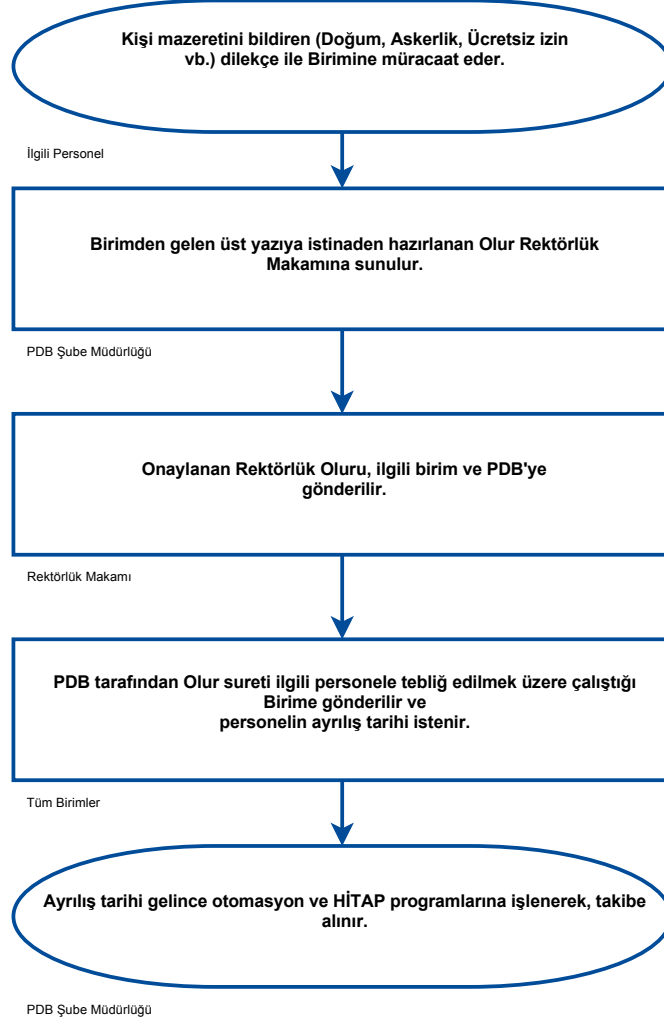 Kişi mazeretini bildiren (Doğum, Askerlik, Ücretsiz izin
vb.) dilekçe ile Birimine müracaat eder.
İlgili Personel
Birimden gelen üst yazıya istinaden hazırlanan Olur Rektörlük
Makamına sunulur.
PDB Şube Müdürlüğü
Onaylanan Rektörlük Oluru, ilgili birim ve PDB'ye
gönderilir.
Rektörlük Makamı
PDB tarafından Olur sureti ilgili personele tebliğ edilmek üzere çalıştığı
Birime gönderilir ve
personelin ayrılış tarihi istenir.
Tüm Birimler
Ayrılış tarihi gelince otomasyon ve HİTAP programlarına işlenerek, takibe
alınır.
PDB Şube Müdürlüğü